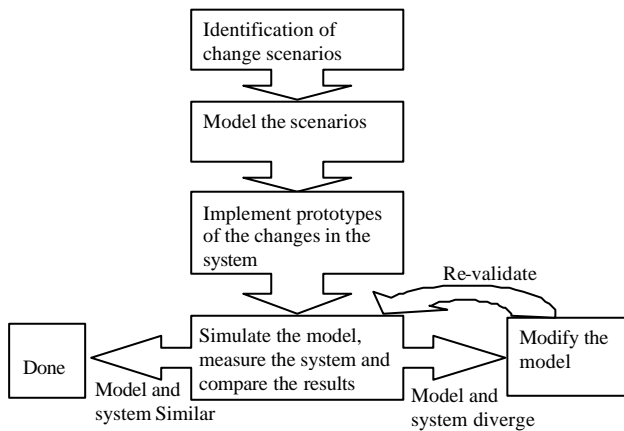 Identification of
change scenarios
Model the scenarios
Implement prototypes
of the changes in the
system
Re-validate
Simulate the model,
measure the system and
compare the results
Modify the
model
Done
Model and
system Similar
Model and
system diverge